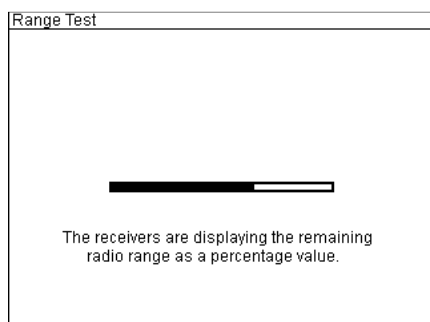 Range Test
The receivers are displaying the remaining
radio range as a percentage value.